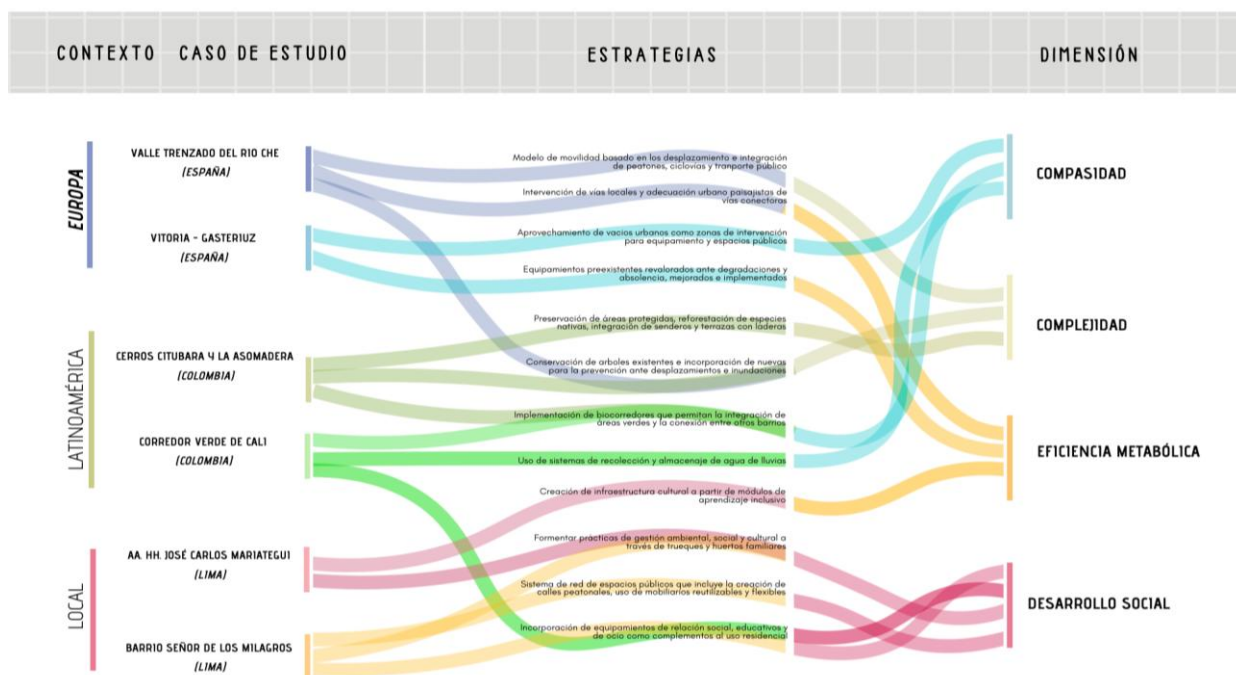 CONTEXTO CASO DE ESTUDIO
ESTRATEGIAS
DIMENSIÓN
EUROPA
VALLE TRENZADO DEL RIO CHE
(ESPAÑA)
VITORIA - GASTERIUZ
(ESPAÑA)
LATINOAMÉRICA
CERROS CITUBARA Y LA ASOMADERA
(COLOMBIA)
CORREDOR VERDE DE CALI
(COLOMBIA)
LOCAL
AA. HH. JOSÉ CARLOS MARIATEGUI
(LIMA)
BARRIO SEÑOR DE LOS MILAGROS
(LIMA)
Modelo de movilidad basado en los desplazamiento e integración
de peatones, ciclovías y tranporte público
Intervención de vías locales y adecuación urbano paisajistas de
vías conectoras
Aprovechamiento de vacios urbanos como zonas de intervención
para equipamiento y espacios públicos
Equipamientos preexistentes revalorados ante degradaciones y
absolencia, mejorados e implementados
Preservación de áreas protegidas, reforestación de especies
nativas, integración de senderos y terrazas con laderas
Conservación de arboles existentes e incorporación de nuevas
para la prevención ante desplazamientos e inundaciones
Implementación de biocorredores que permitan la integración de
áreas verdes y la conexión entre otros barrios
Uso de sistemas de recolección y almacenaje de agua de lluvias
Creación de infraestructura cultural a partir de módulos de
aprendizaje inclusivo
Formentar prácticas de gestión ambiental, social y cultural a
través de trueques y huertos familiares
Sistema de red de espacios públicos que incluye la creación de
calles peatonales, uso de mobiliarios reutilizables y flexibles
Incorporación de equipamientos de relación social, educativos y
de ocio como complementos al uso residencial
COMPASIDAD
COMPLEJIDAD
EFICIENCIA METABÓLICA
DESARROLLO SOCIAL